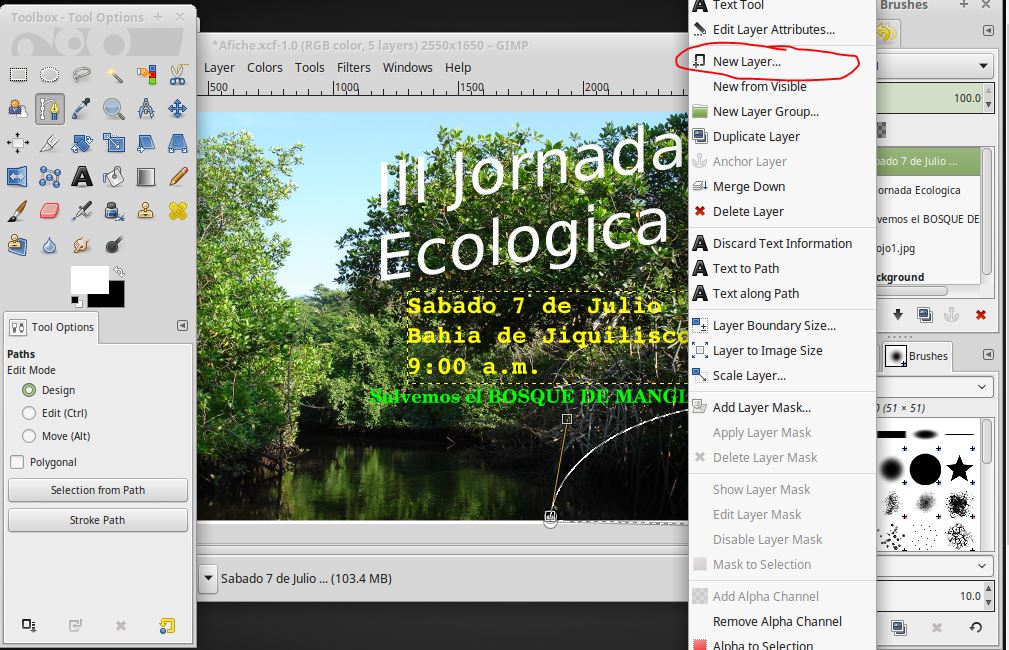 Toolbox - Tool Options
Paths
Edit Mode
Design
Edit (Ctrl)
Move (Alt)
Polygonal
Selection from Path
Stroke Path
Tool Options
*Afiche.xcf-1.0 (RGB color, 5 layers) 2550x1650 – GIMP
Layer Colors Tools Filters Windows Help
500 1000 1500 2000
III Jornada
Ecologica
Sabado 7 de Julio
Bahia de Jiquilisco
9:00 a.m.
Salvemos el BOSQUE DE MANGL
Sabado 7 de Julio ... (103.4 MB)
Text Tool
Edit Layer Attributes...
New Layer...
New from Visible
New Layer Group...
Duplicate Layer
Anchor Layer
Merge Down
Delete Layer
Discard Text Information
Text to Path
Text along Path
Layer Boundary Size...
Layer to Image Size
Scale Layer...
Add Layer Mask...
Apply Layer Mask
Delete Layer Mask
Show Layer Mask
Edit Layer Mask
Disable Layer Mask
Mask to Selection
Add Alpha Channel
Remove Alpha Channel
Alpha to Selection
Brushes
100.0
bado 7 de Julio ...
ornada Ecologica
vemos el BOSQUE DE
ojo1.jpg
ckground
Brushes
0 (51 × 51)
10.0